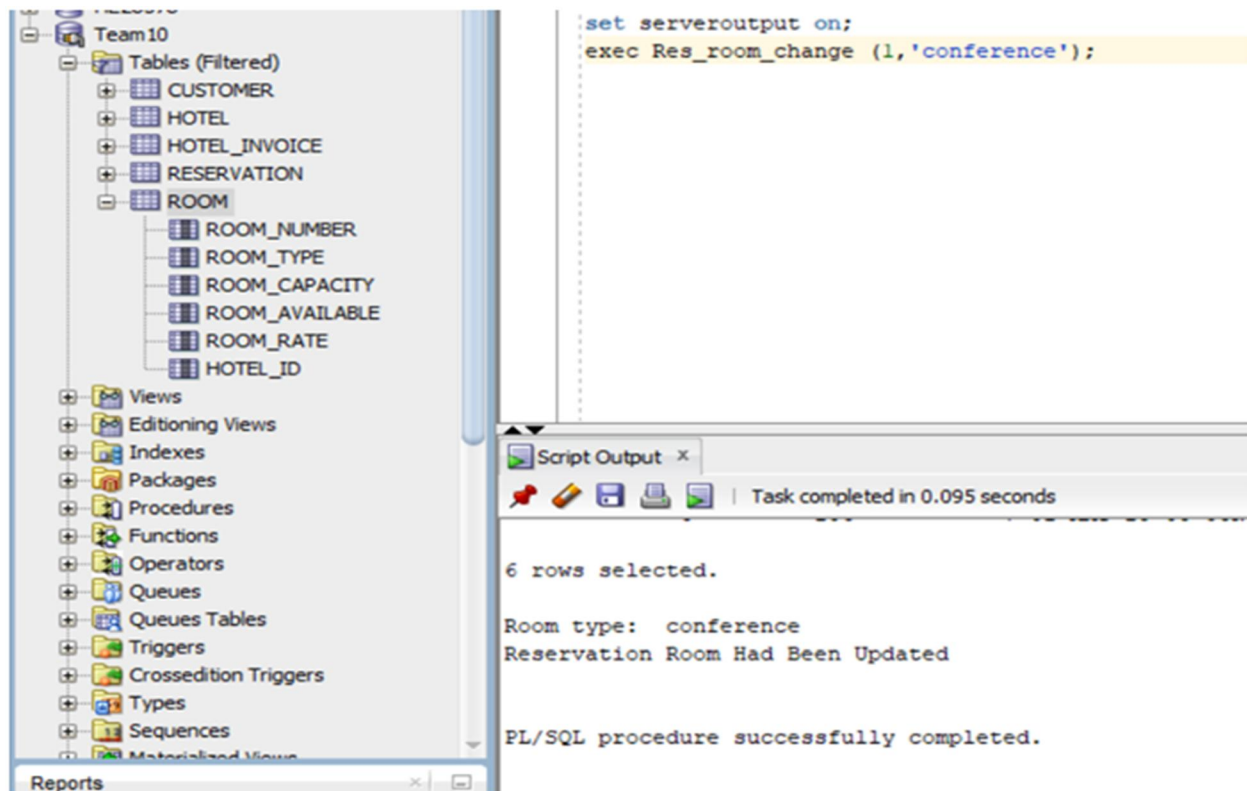 Team10
Tables (Filtered)
CUSTOMER
HOTEL
HOTEL_INVOICE
RESERVATION
ROOM
ROOM_NUMBER
ROOM_TYPE
ROOM_CAPACITY
ROOM_AVAILABLE
ROOM_RATE
HOTEL_ID
Views
Editioning Views
Indexes
Packages
Procedures
Functions
Operators
Queues
Queues Tables
Triggers
Crossedition Triggers
Types
Sequences
Materialized Views
Reports
set serveroutput on;
exec Res_room_change (1,'conference');
Script Output
Task completed in 0.095 seconds
6 rows selected.
Room type:  conference
Reservation Room Had Been Updated
PL/SQL procedure successfully completed.